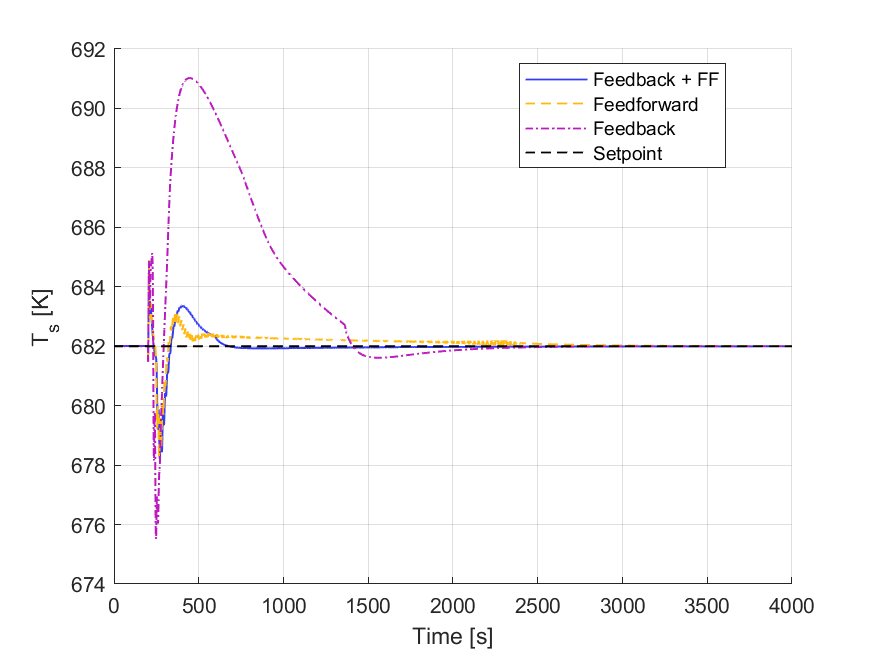 692
690
688
686
684
682
680
678
676
674
T_s [K]
0 500 1000 1500 2000 2500 3000 3500 4000
Time [s]
Feedback + FF
Feedforward
Feedback
Setpoint